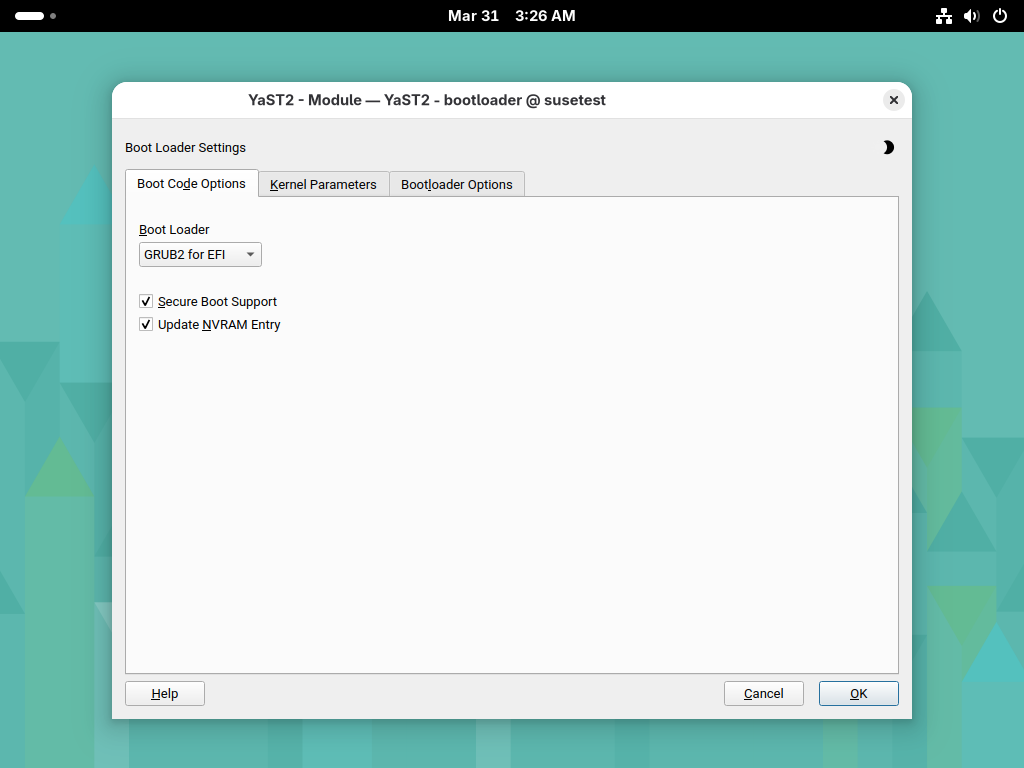 Mar 31 3:26 AM
YaST2 - Module — YaST2 - bootloader @ susetest
Boot Loader Settings
Boot Code Options Kernel Parameters Bootloader Options
Boot Loader
GRUB2 for EFI
Secure Boot Support
Update NVRAM Entry
Help Cancel OK